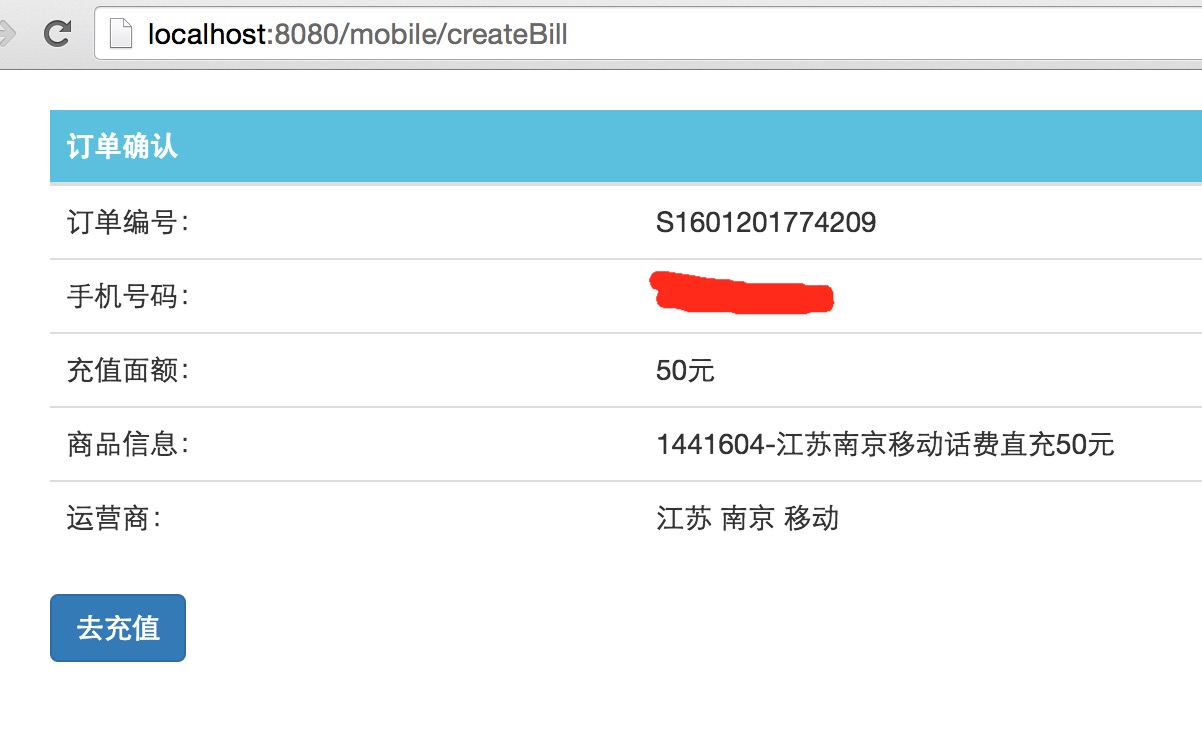 localhost:8080/mobile/createBill
订单确认
订单编号： S1601201774209
手机号码：
充值面额： 50元
商品信息： 1441604-江苏南京移动话费直充50元
运营商： 江苏 南京 移动
去充值